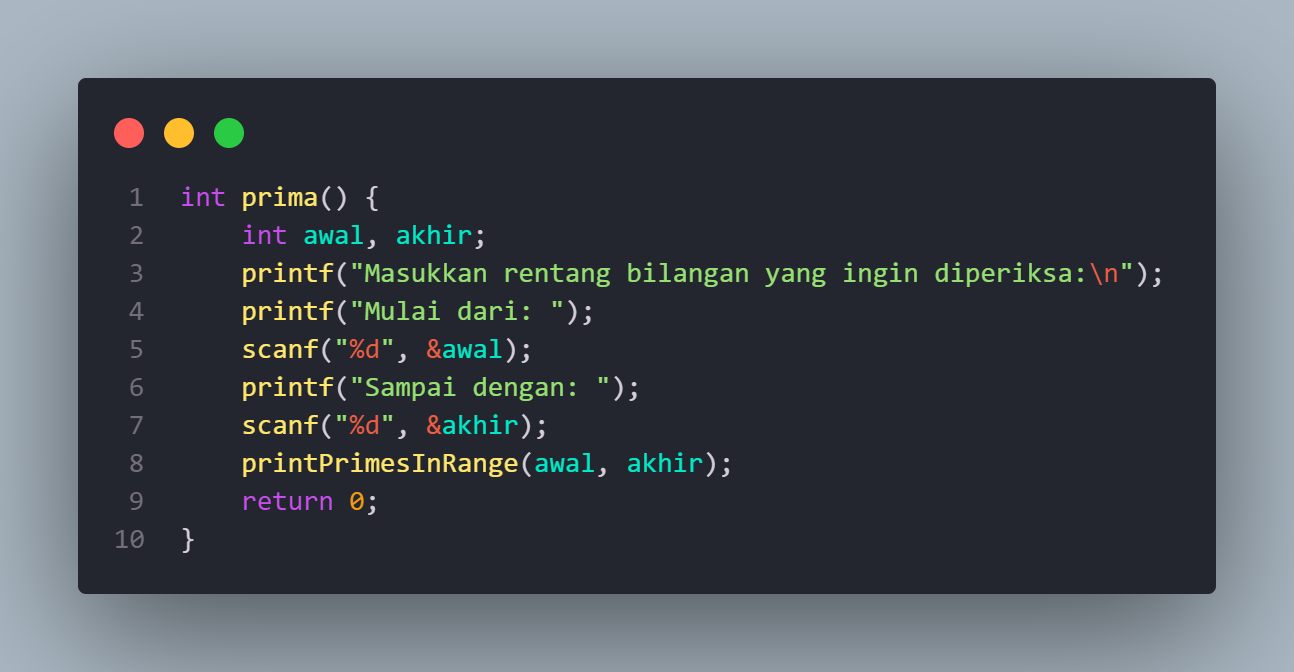 1 int prima() {
2     int awal, akhir;
3     printf("Masukkan rentang bilangan yang ingin diperiksa:\n");
4     printf("Mulai dari: ");
5     scanf("%d", &awal);
6     printf("Sampai dengan: ");
7     scanf("%d", &akhir);
8     printPrimesInRange(awal, akhir);
9     return 0;
10 }